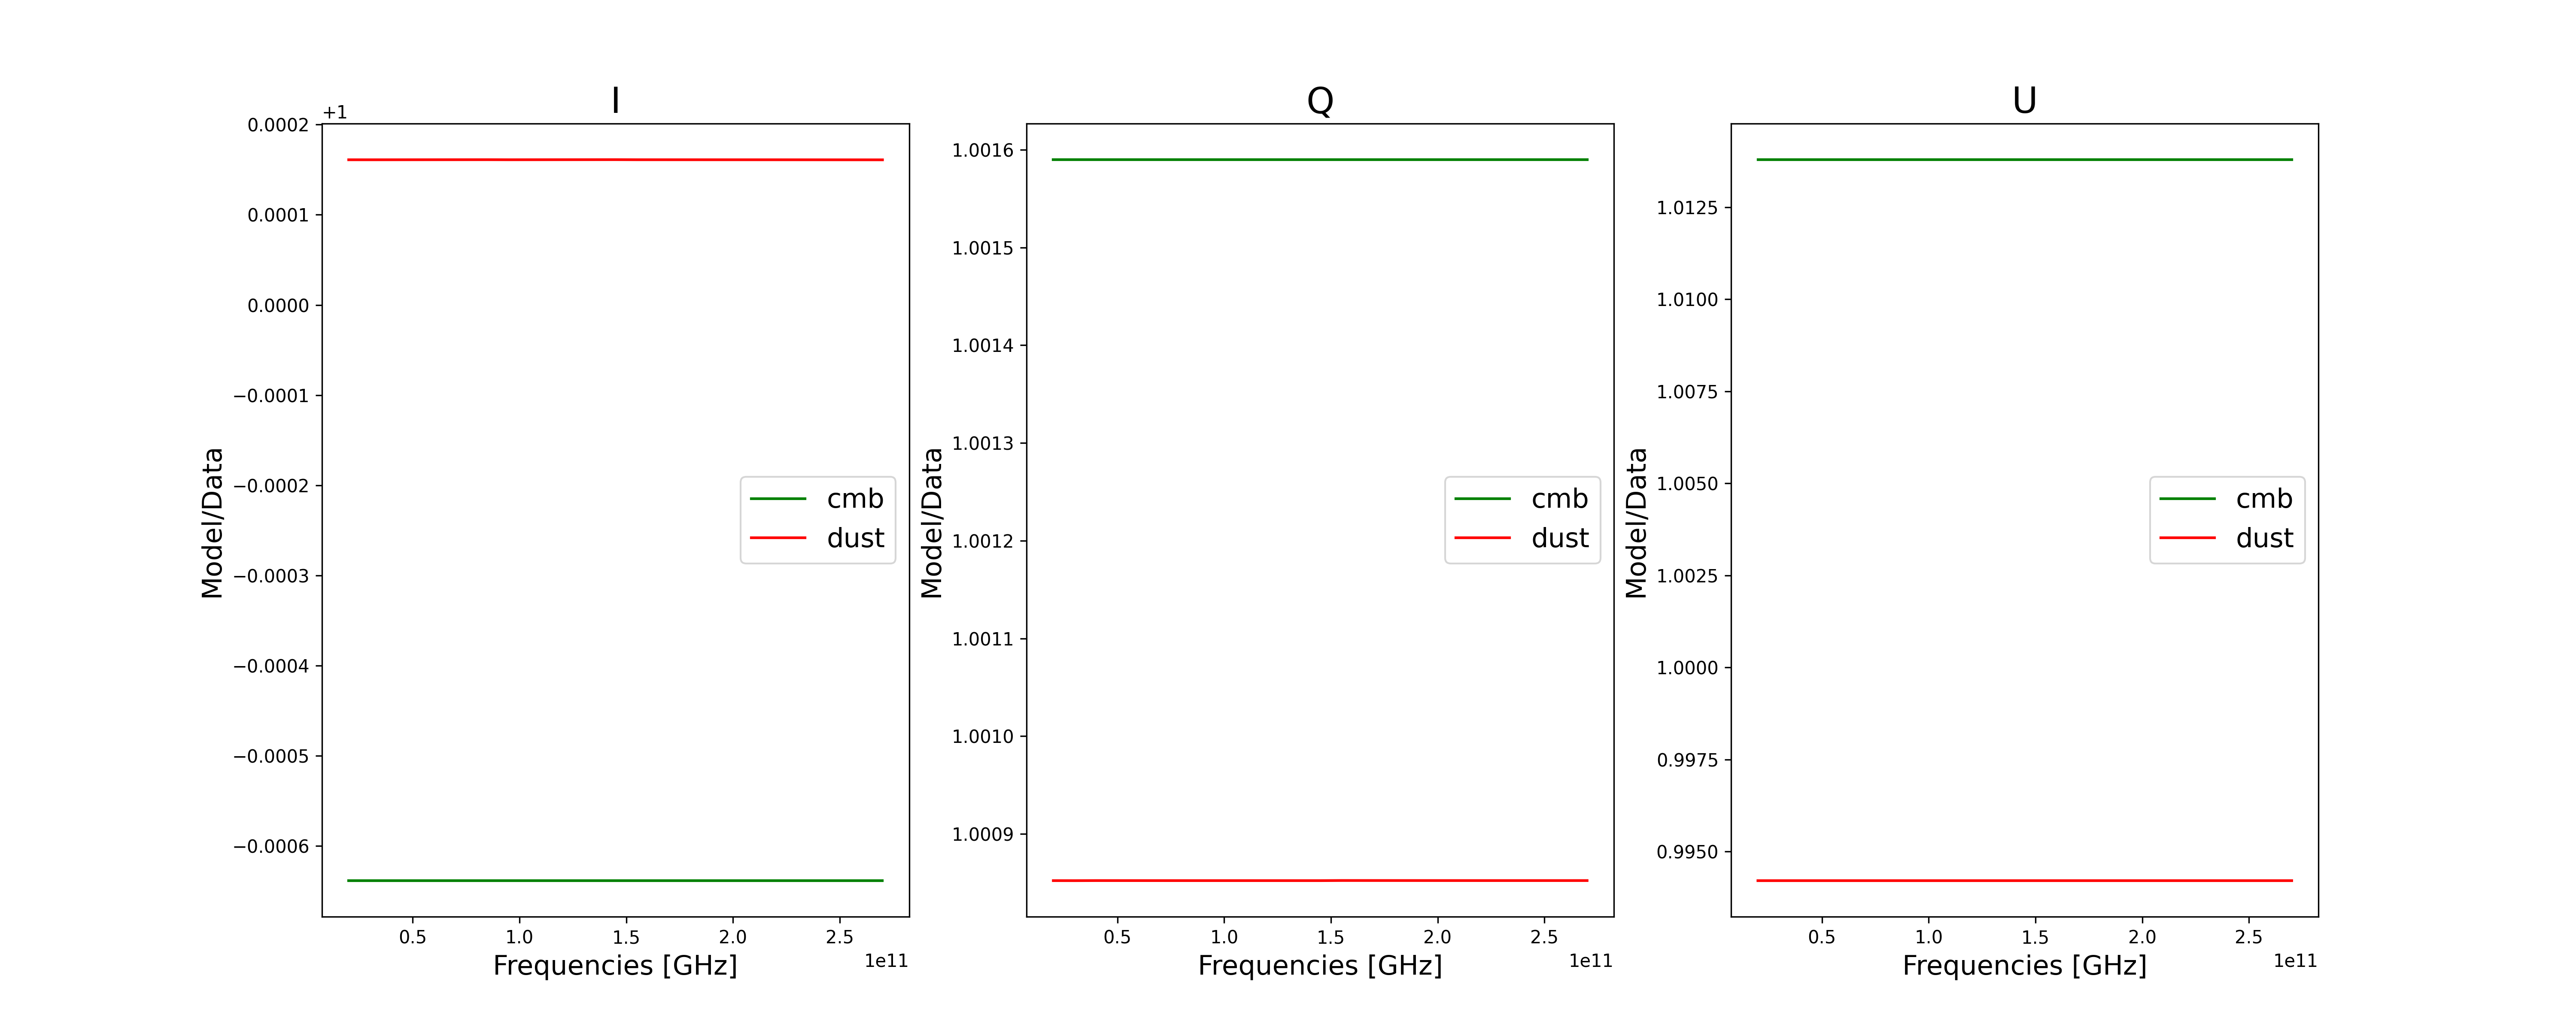 I
+1
0.0002
0.0001
0.0000
−0.0001
−0.0002
−0.0003
−0.0004
−0.0005
−0.0006
Model/Data
cmb
dust
0.5 1.0 1.5 2.0 2.5
1e11
Frequencies [GHz]
Q
1.0016
1.0015
1.0014
1.0013
1.0012
1.0011
1.0010
1.0009
Model/Data
cmb
dust
0.5 1.0 1.5 2.0 2.5
1e11
Frequencies [GHz]
U
1.0125
1.0100
1.0075
1.0050
1.0025
1.0000
0.9975
0.9950
Model/Data
cmb
dust
0.5 1.0 1.5 2.0 2.5
1e11
Frequencies [GHz]